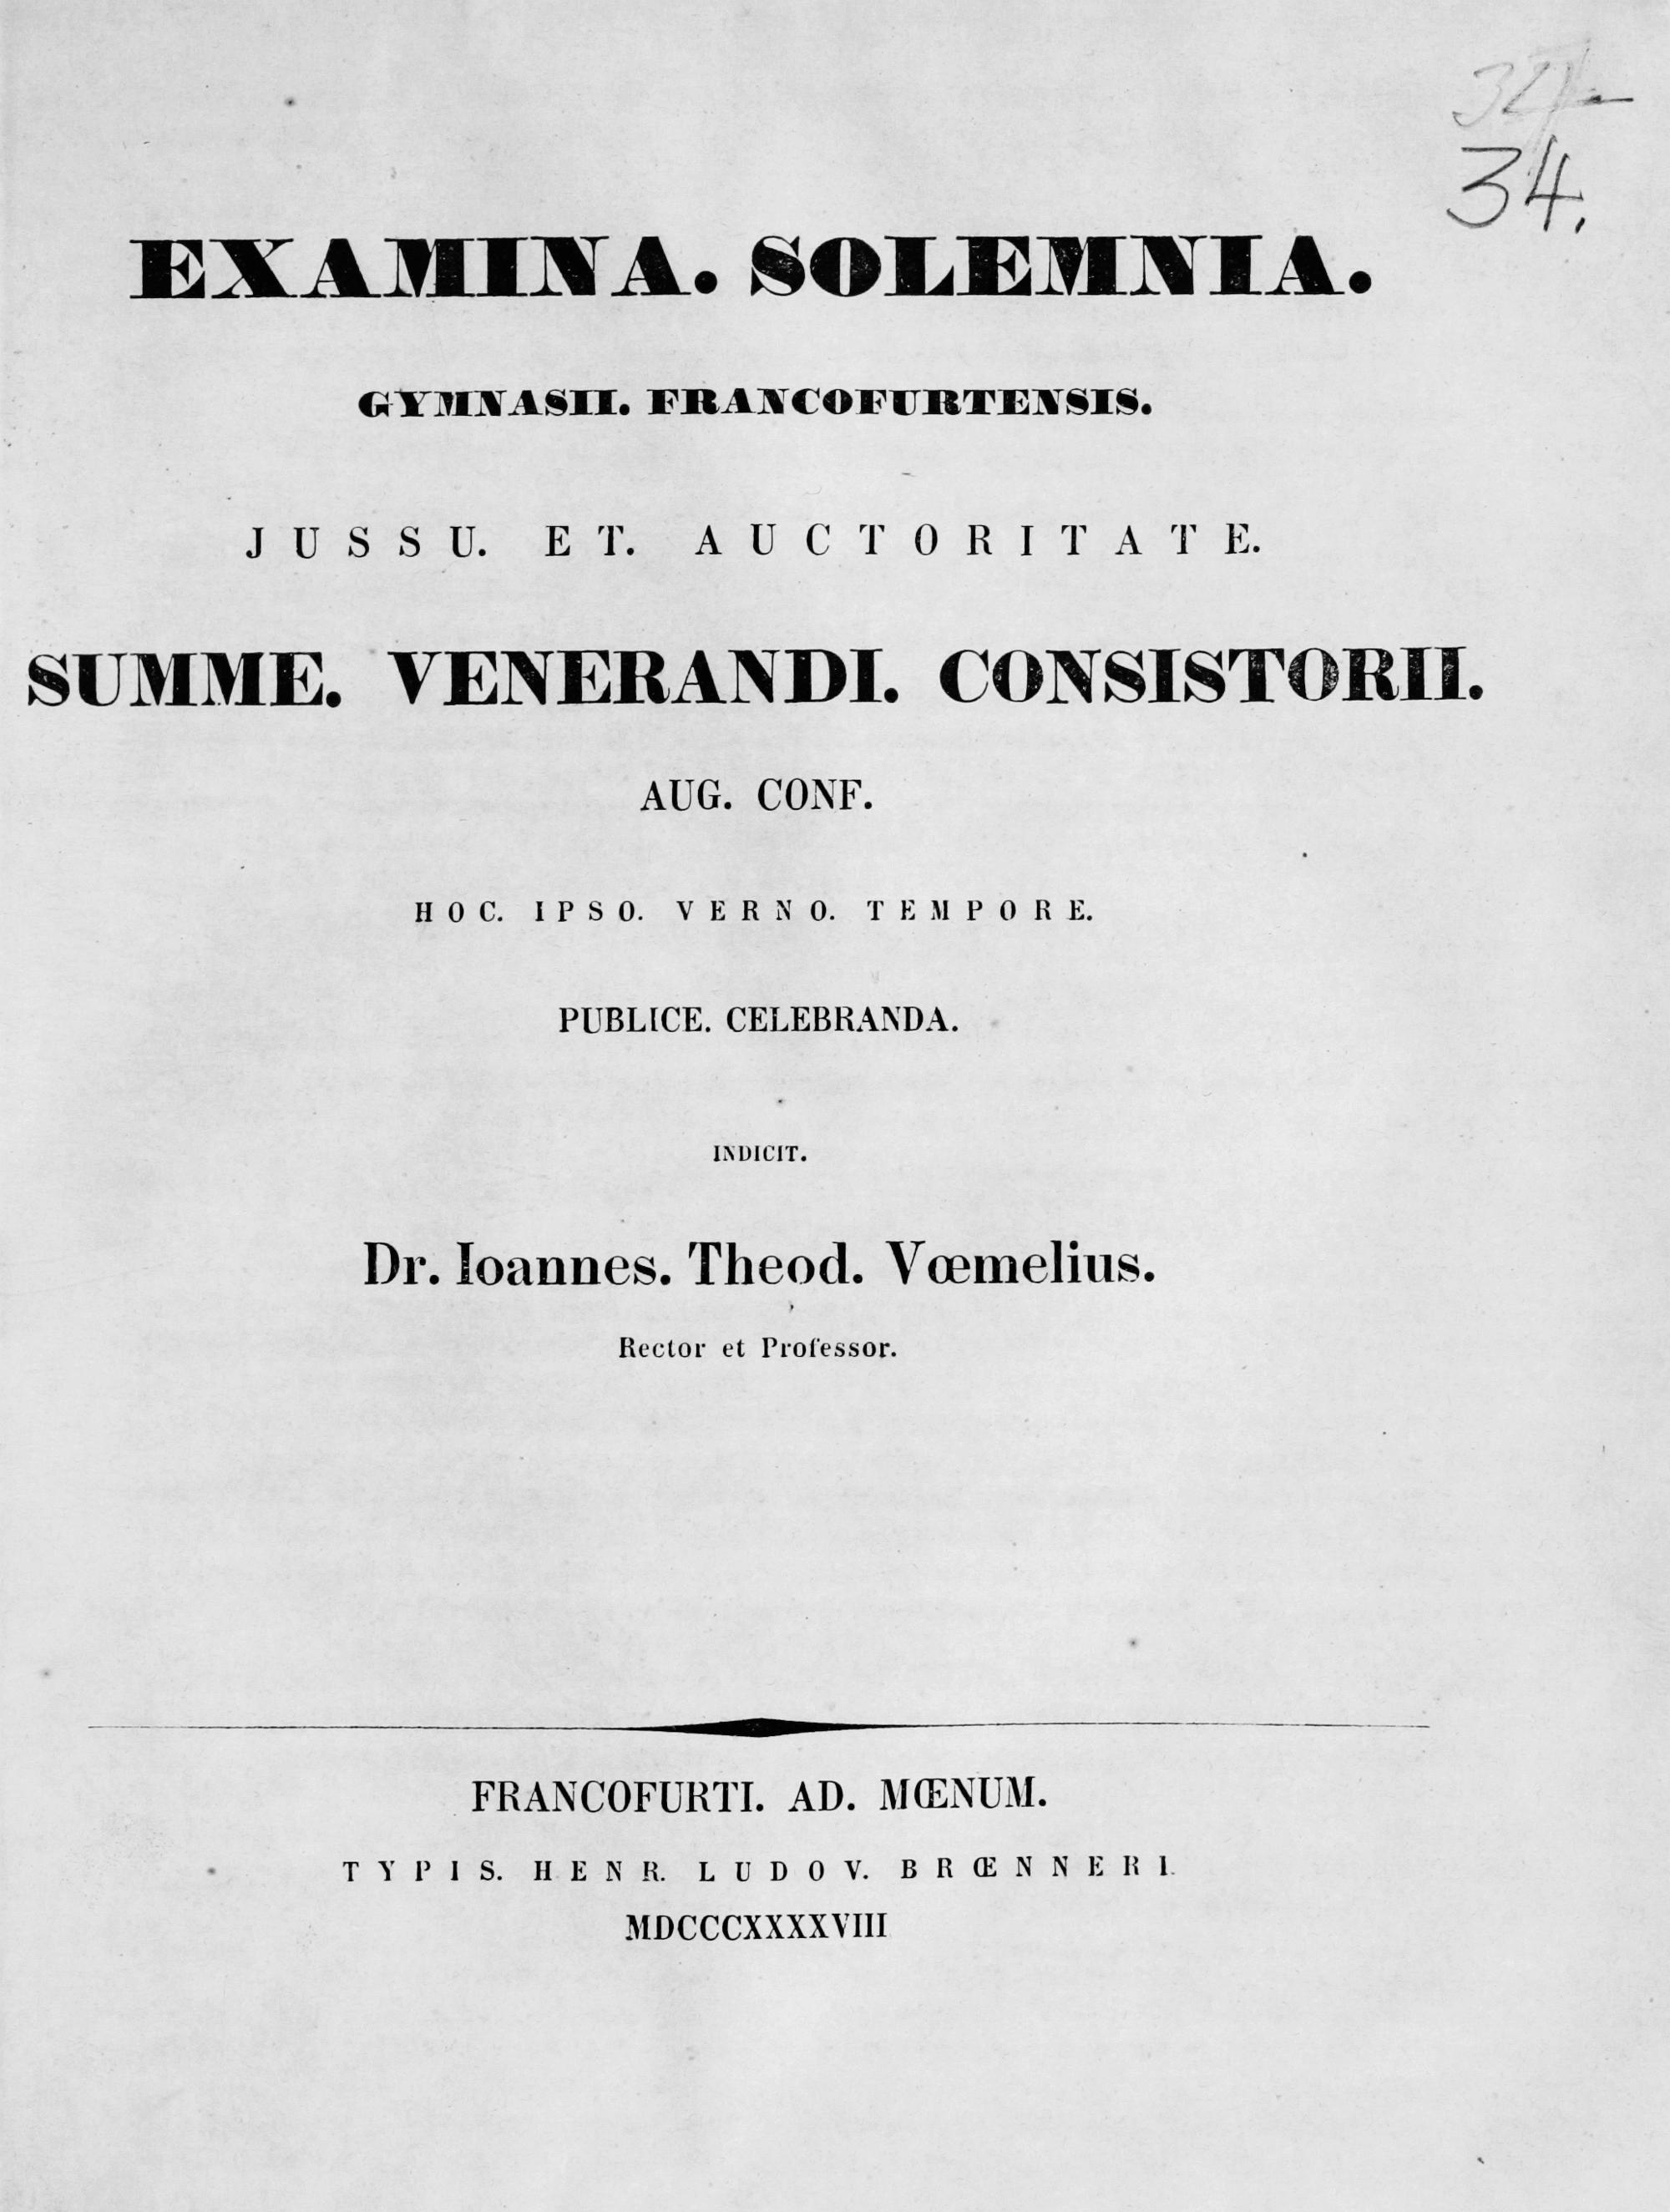 34.
EXAMINA. SOLEMNIA.
GYMNASII. FRANCOFURTENSIS.
JUSSU. ET. AUCTORITATE.
SUMME. VENERANDI. CONSISTORII.
AUG. CONF.
HOC. IPSO. VERNO. TEMPORE.
PUBLICE. CELEBRANDA.
INDICIT.
Dr. Ioannes. Theod. Vœmelius.
Rector et Professor.
FRANCOFURTI. AD. MŒNUM.
TYPIS. HENR. LUDOV. BRŒNNERI.
MDCCCXXXXVIII